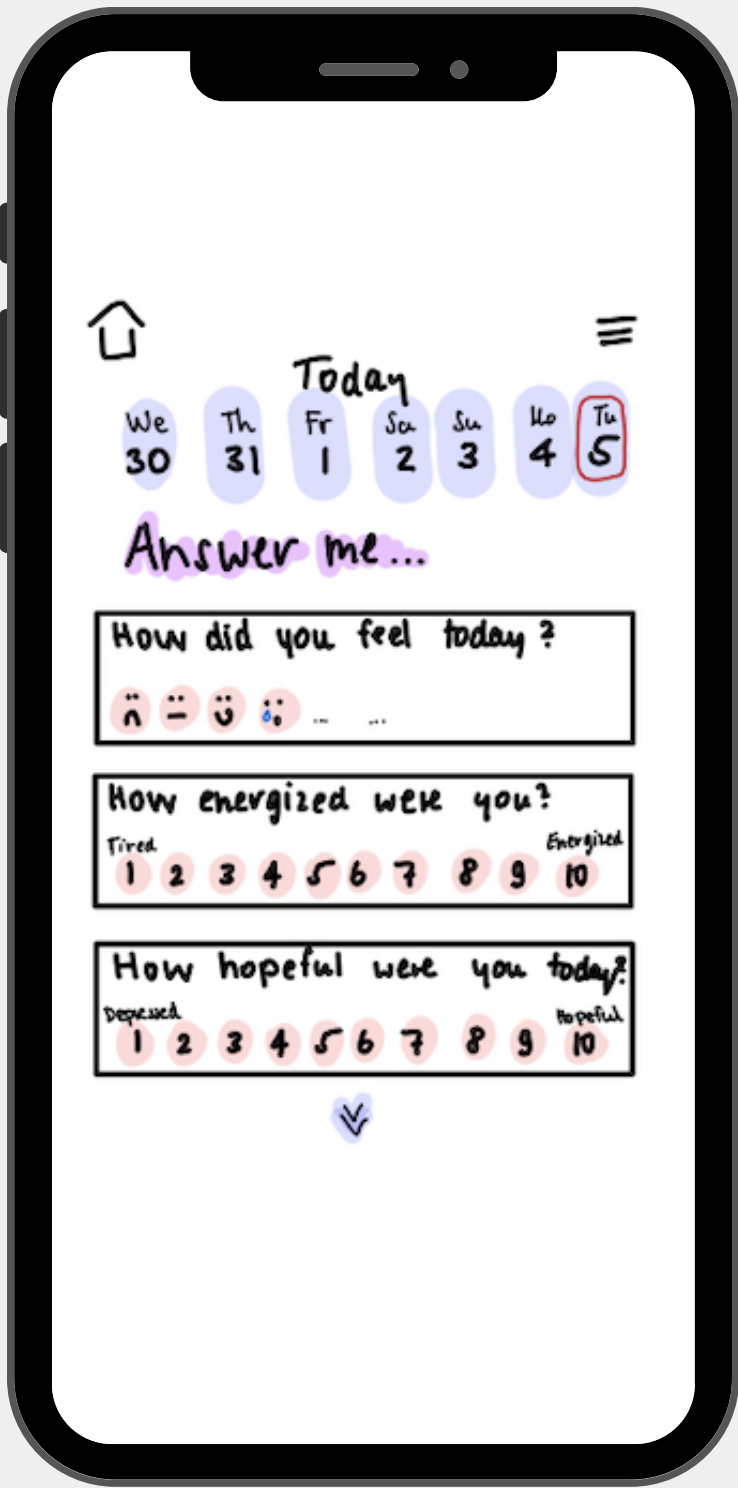 Today
We Th Fr Sa Su Mo Tu
30 31 1 2 3 4 5
Answer me...
How did you feel today?
... ...
How energized were you?
Tired Energized
1 2 3 4 5 6 7 8 9 10
How hopeful were you today?
Depressed Hopeful
1 2 3 4 5 6 7 8 9 10